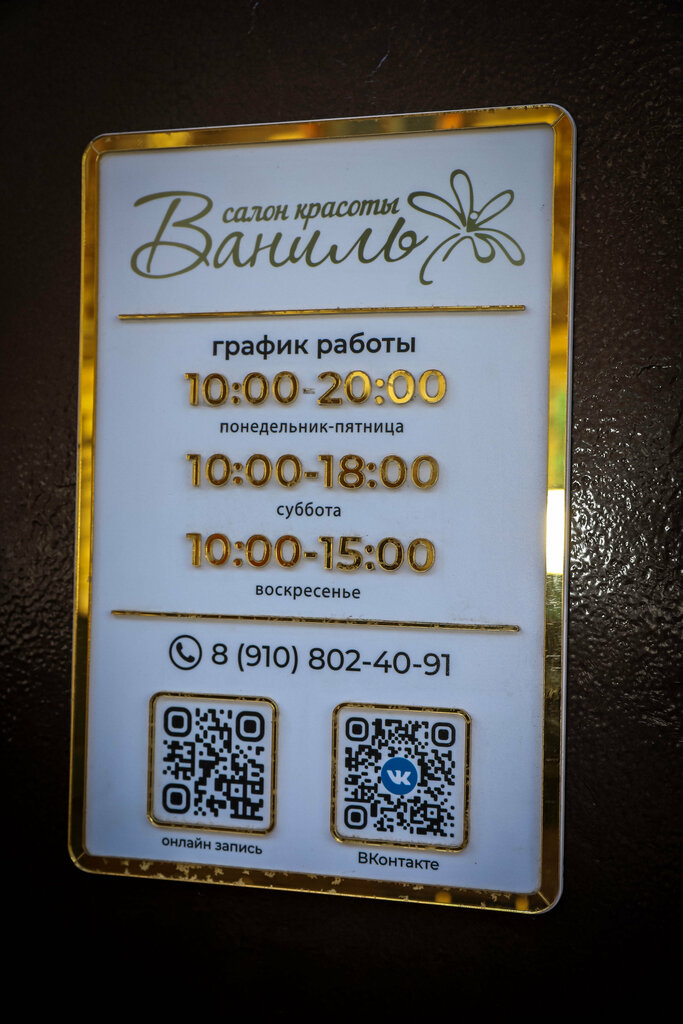 салон красоты
Ваниль
график работы
10:00-20:00
понедельник-пятница
10:00-18:00
суббота
10:00-15:00
воскресенье
8 (910) 802-40-91
онлайн запись
ВКонтакте